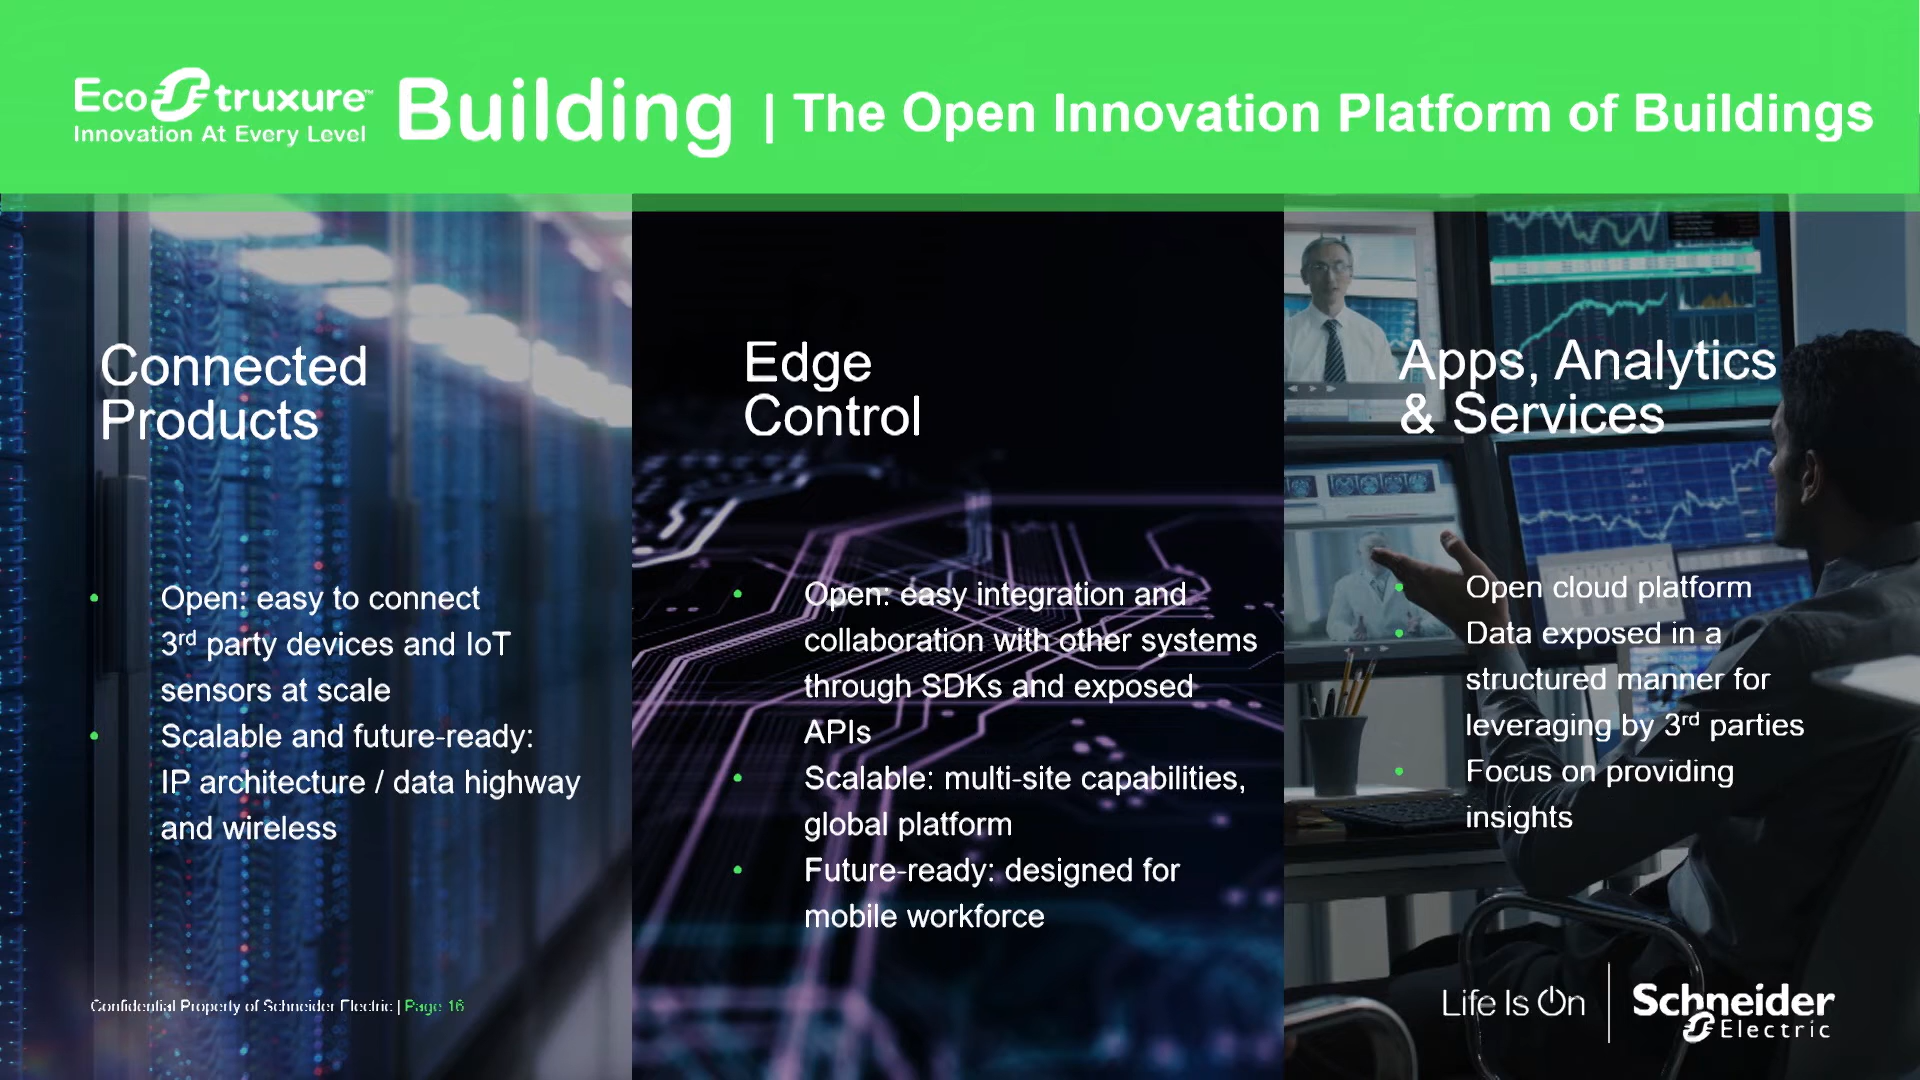 EcoStruxure™ Building | The Open Innovation Platform of Buildings
Innovation At Every Level
Connected
Products
Open: easy to connect
3rd party devices and IoT
sensors at scale
Scalable and future-ready:
IP architecture / data highway
and wireless
Edge
Control
Open: easy integration and
collaboration with other systems
through SDKs and exposed
APIs
Scalable: multi-site capabilities,
global platform
Future-ready: designed for
mobile workforce
Apps, Analytics
& Services
Open cloud platform
Data exposed in a
structured manner for
leveraging by 3rd parties
Focus on providing
insights
Confidential Property of Schneider Electric | Page 16
Life Is On
Schneider
Electric